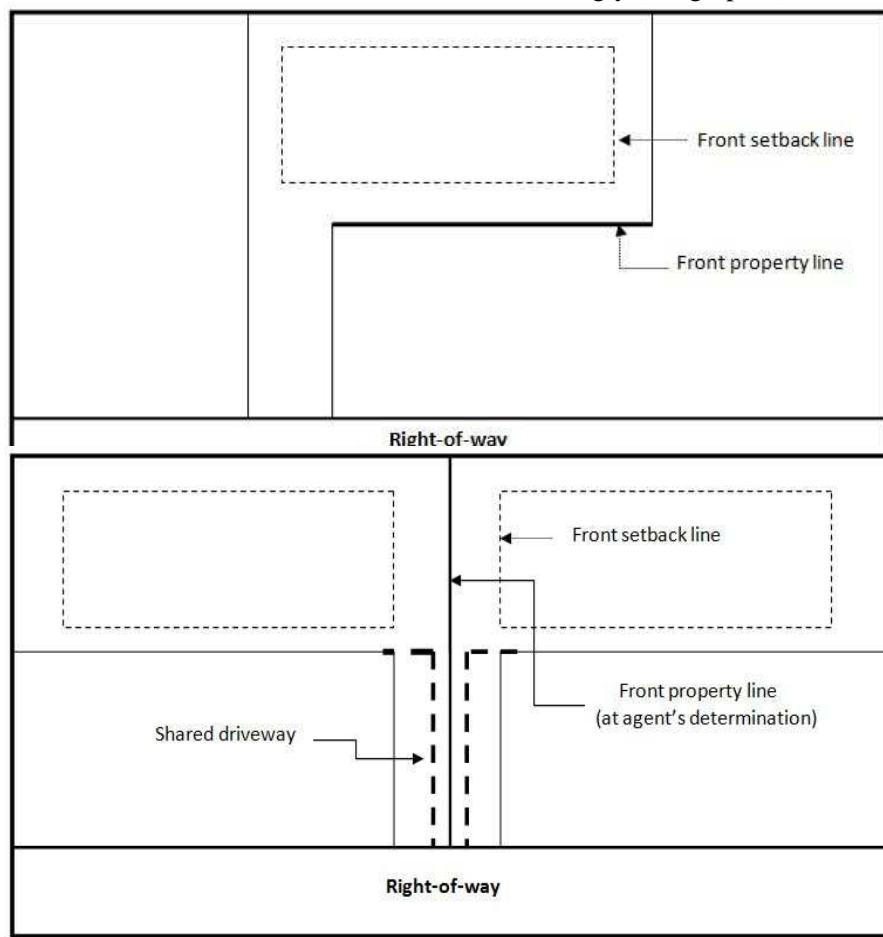 Front setback line
Front property line
Right-of-way
Front setback line
Front property line
(at agent's determination)
Shared driveway
Right-of-way